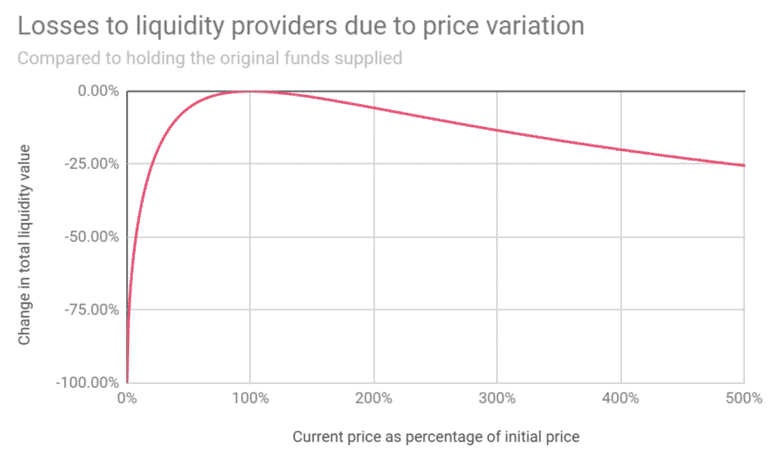 Losses to liquidity providers due to price variation
Compared to holding the original funds supplied
0.00%
-25.00%
-50.00%
-75.00%
-100.00%
Change in total liquidity value
0%
100%
200%
300%
400%
500%
Current price as percentage of initial price